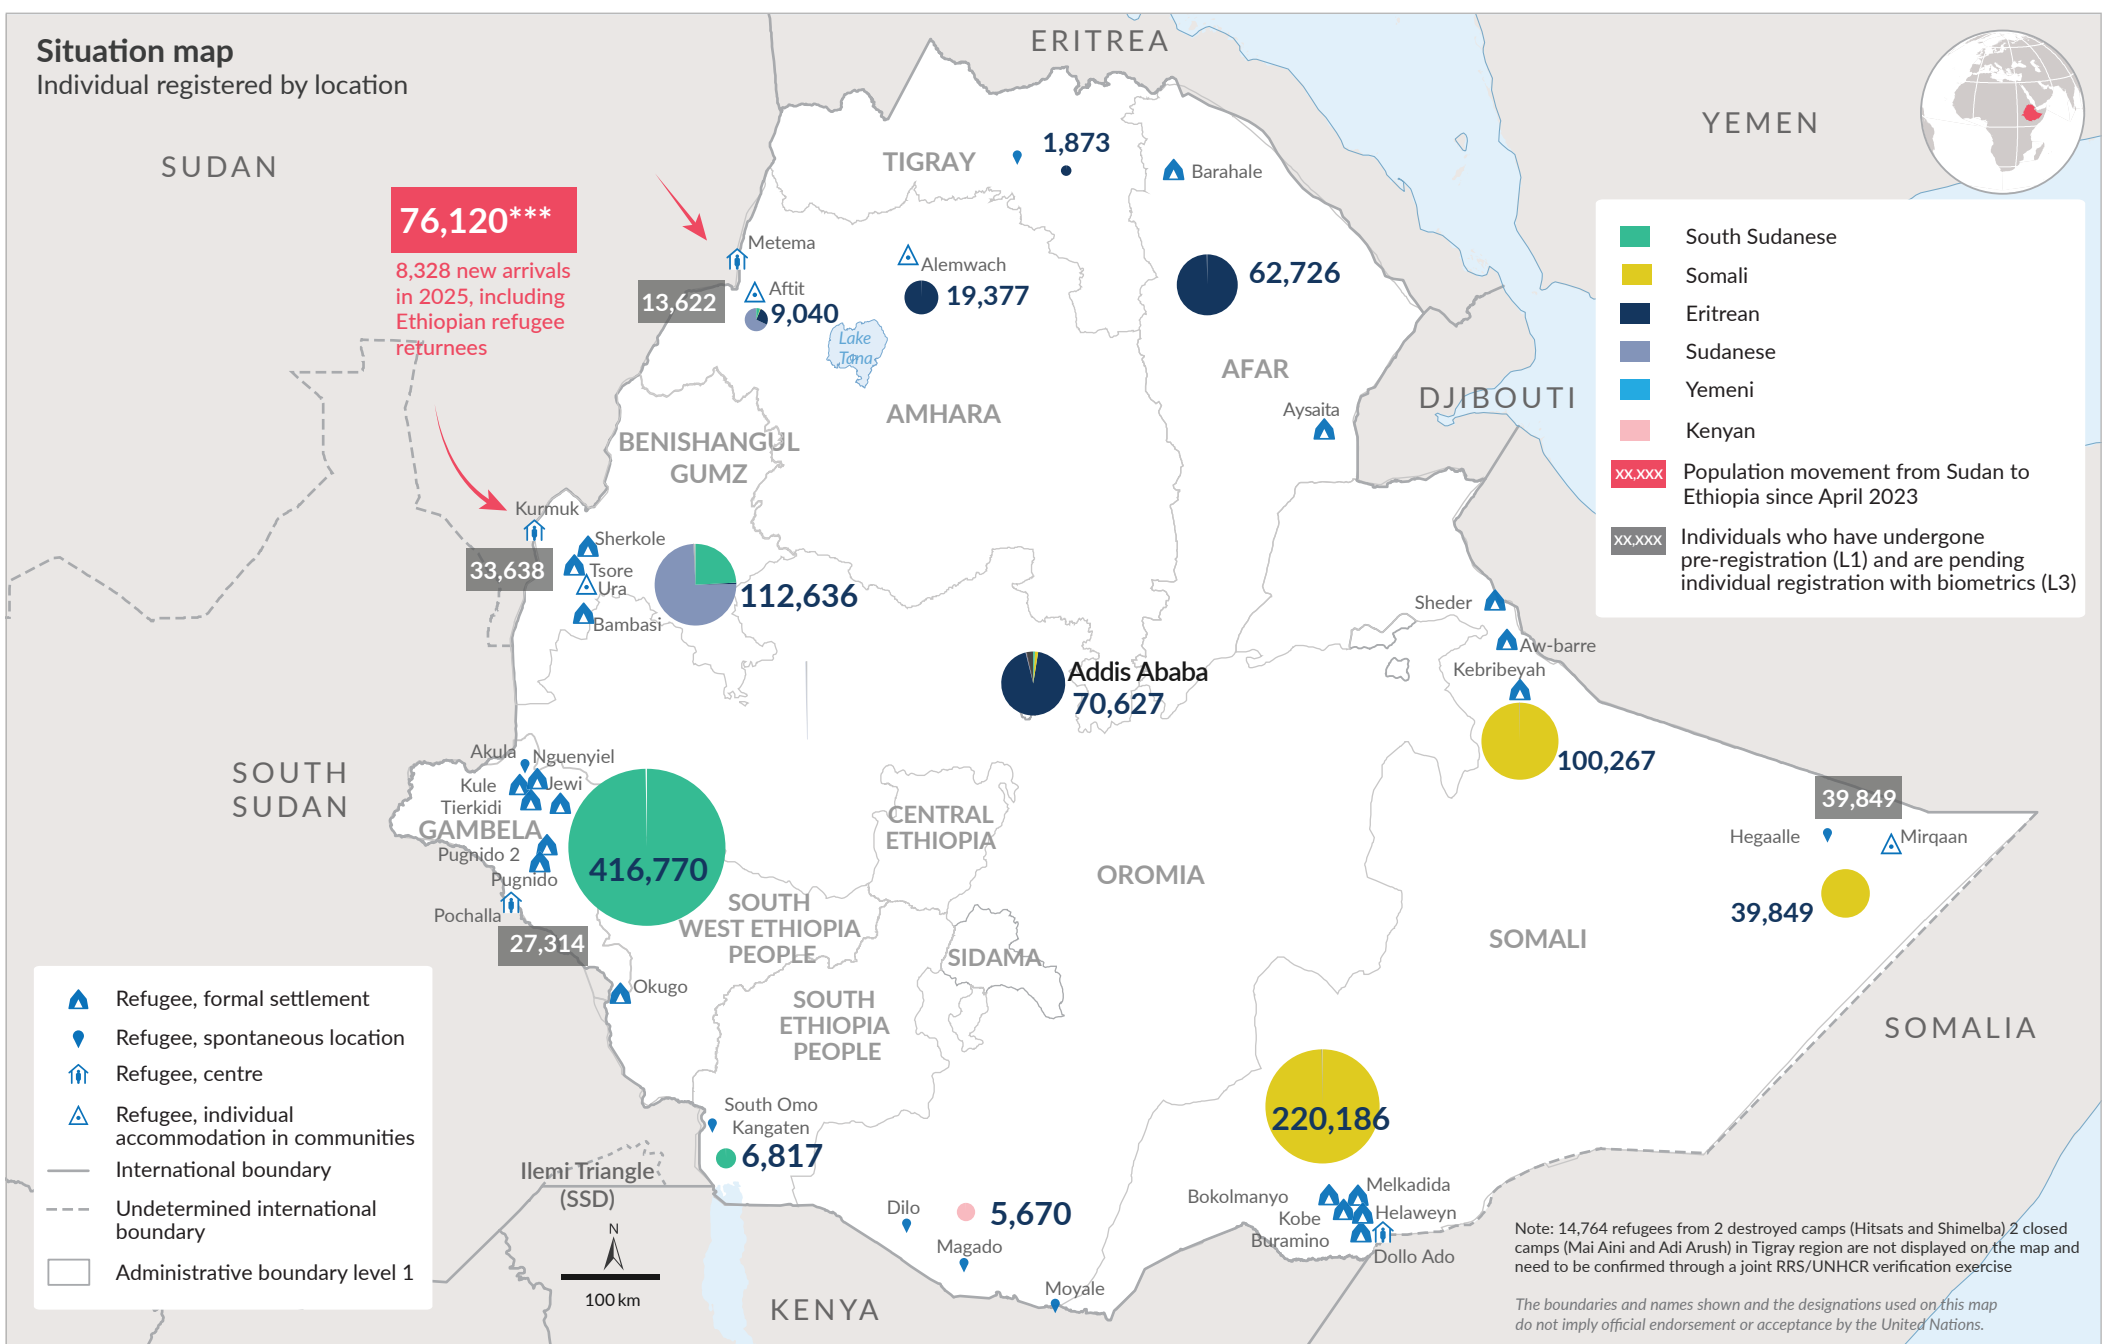 Situation map
Individual registered by location
ERITREA
YEMEN
SUDAN
TIGRAY
1,873
Barahale
76,120***
8,328 new arrivals
in 2025, including
Ethiopian refugee
returnees
Metema
13,622
Aftit
9,040
Alemwach
19,377
Lake
Tana
62,726
AFAR
Aysaita
DJIBOUTI
AMHARA
BENISHANGUL
GUMZ
South Sudanese
Somali
Eritrean
Sudanese
Yemeni
Kenyan
XX,XXX
Population movement from Sudan to
Ethiopia since April 2023
XX,XXX
Individuals who have undergone
pre-registration (L1) and are pending
individual registration with biometrics (L3)
Kurmuk
33,638
Sherkole
Tsore
Ura
Bambasi
112,636
Addis Ababa
70,627
Sheder
Aw-barre
Kebribeyah
100,267
SOUTH
SUDAN
Akula
Nguenyiel
Kule
Jewi
Tierkidi
GAMBELA
Pugnido 2
Pugnido
Pochalla
416,770
27,314
Okugo
CENTRAL
ETHIOPIA
OROMIA
SOUTH
WEST ETHIOPIA
PEOPLE
SIDAMA
SOUTH
ETHIOPIA
PEOPLE
SOMALI
39,849
Hegaalle
Mirqaan
39,849
SOMALIA
South Omo
Kangaten
6,817
Ilemi Triangle
(SSD)
N
100 km
Dilo
5,670
Magado
Moyale
KENYA
220,186
Bokolmanyo
Melkadida
Kobe
Helaweyn
Buramino
Dollo Ado
Refugee, formal settlement
Refugee, spontaneous location
Refugee, centre
Refugee, individual
accommodation in communities
International boundary
Undetermined international
boundary
Administrative boundary level 1
Note: 14,764 refugees from 2 destroyed camps (Hitsats and Shimelba) 2 closed
camps (Mai Aini and Adi Arush) in Tigray region are not displayed on the map and
need to be confirmed through a joint RRS/UNHCR verification exercise
The boundaries and names shown and the designations used on this map
do not imply official endorsement or acceptance by the United Nations.